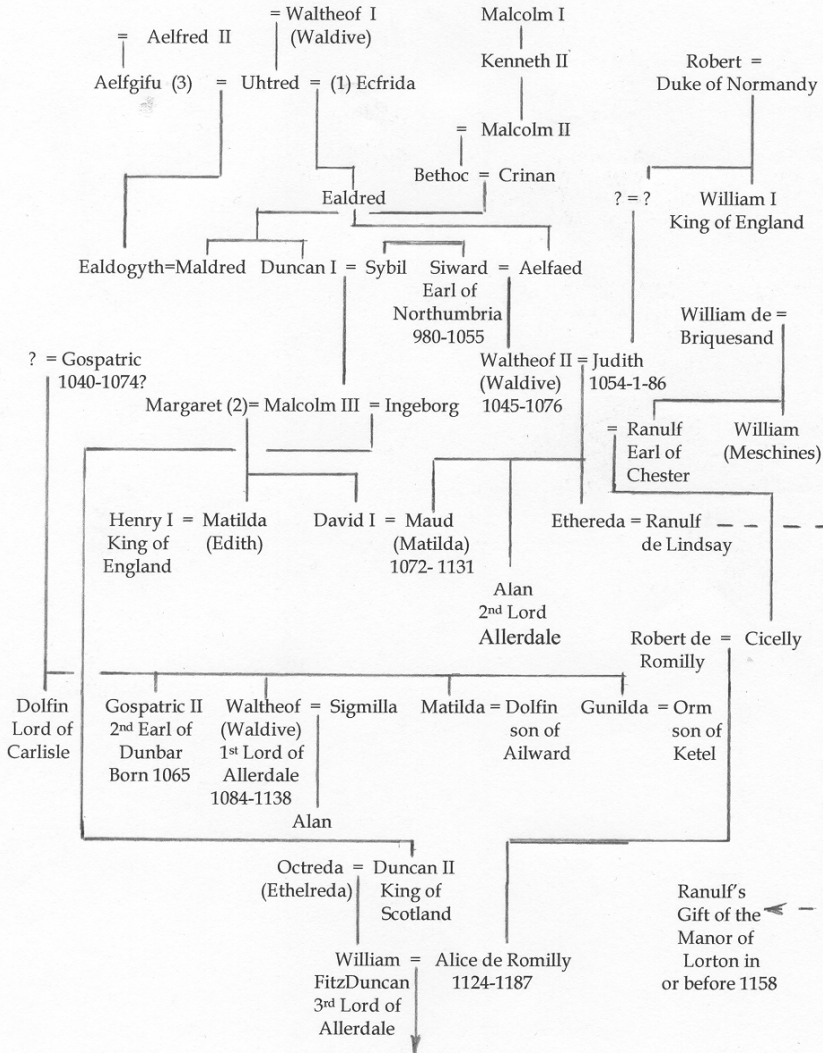 = Waltheof I
(Waldive)
Malcolm I
= Aelfred II
Kenneth II
Robert =
Duke of Normandy
Aelfgifu (3) = Uhtred = (1) Ecfrida
= Malcolm II
Bethoc = Crinan
Ealdred
? = ?
William I
King of England
Ealdogyth=Maldred
Duncan I = Sybil
Siward = Aelfaed
Earl of
Northumbria
980-1055
William de =
Briquesand
? = Gospatric
1040-1074?
Waltheof II = Judith
(Waldive)
1045-1076
1054-1-86
Margaret (2)= Malcolm III = Ingeborg
= Ranulf
Earl of
Chester
William
(Meschines)
Henry I = Matilda
King of (Edith)
England
David I = Maud
(Matilda)
1072- 1131
Ethereda = Ranulf
de Lindsay
Alan
2nd Lord
Allerdale
Robert de = Cicelly
Romilly
Dolfin
Lord of
Carlisle
Gospatric II
2nd Earl of
Dunbar
Born 1065
Waltheof = Sigmilla
(Waldive)
1st Lord of
Allerdale
1084-1138
Matilda = Dolfin
son of
Ailward
Gunilda = Orm
son of
Ketel
Alan
Octreda = Duncan II
(Ethelreda) King of
Scotland
Ranulf's
Gift of the
Manor of
Lorton in
or before 1158
William = Alice de Romilly
FitzDuncan 1124-1187
3rd Lord of
Allerdale